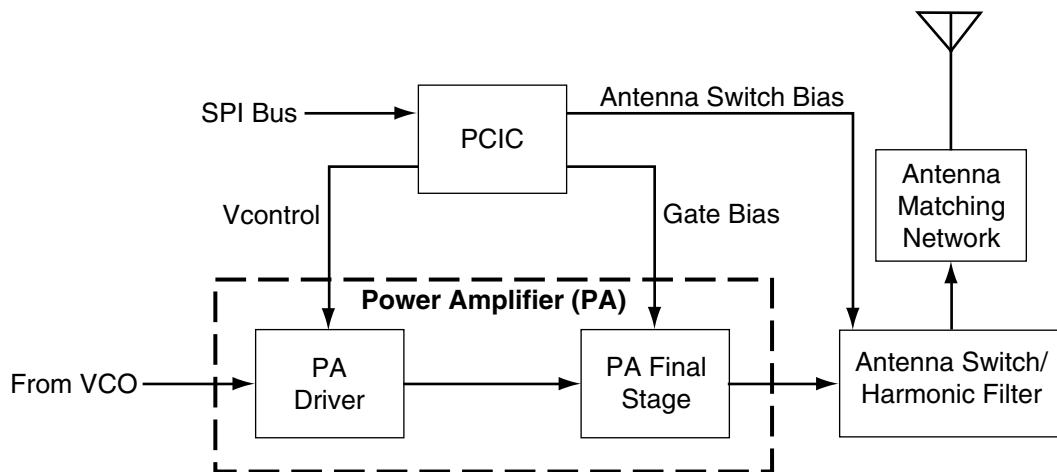 SPI Bus
PCIC
Antenna Switch Bias
Vcontrol
Gate Bias
Antenna
Matching
Network
Power Amplifier (PA)
From VCO
PA
Driver
PA Final
Stage
Antenna Switch/
Harmonic Filter